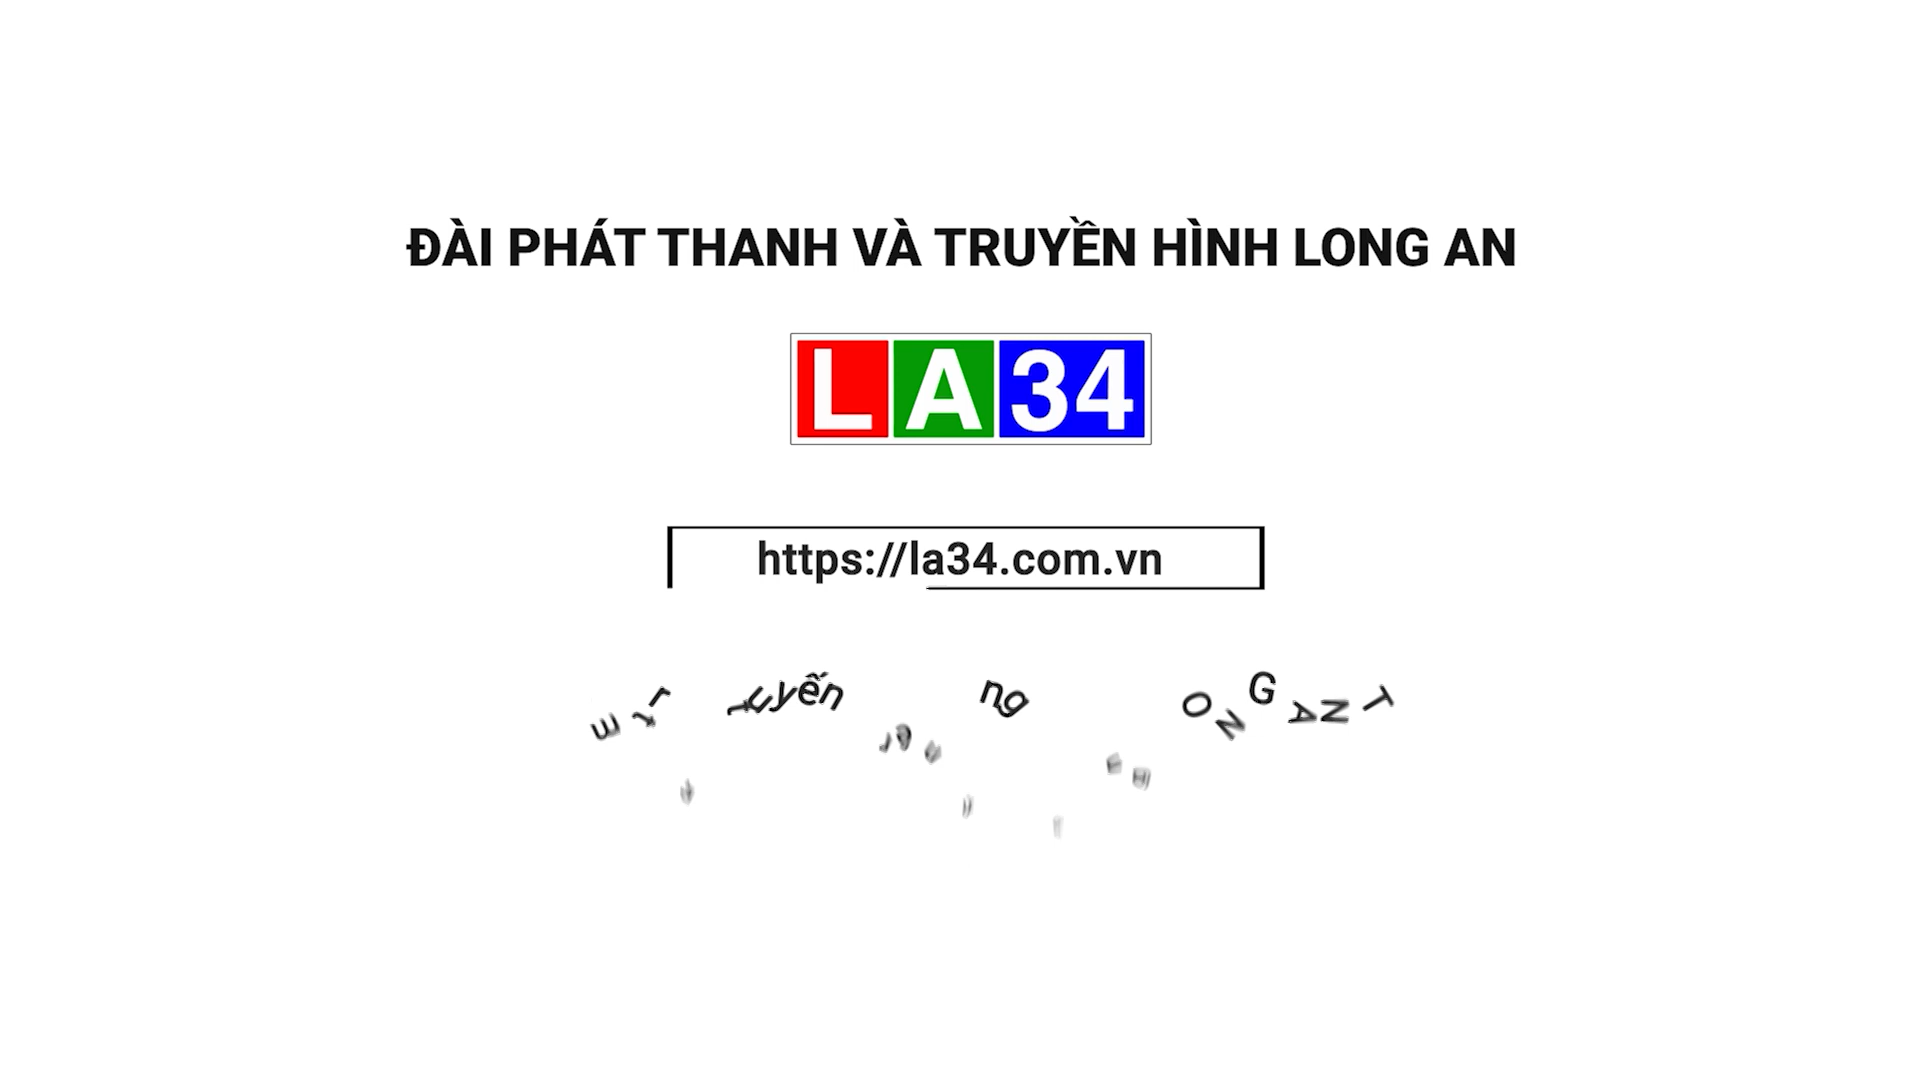 ĐÀI PHÁT THANH VÀ TRUYỀN HÌNH LONG AN
LA34
https://la34.com.vn